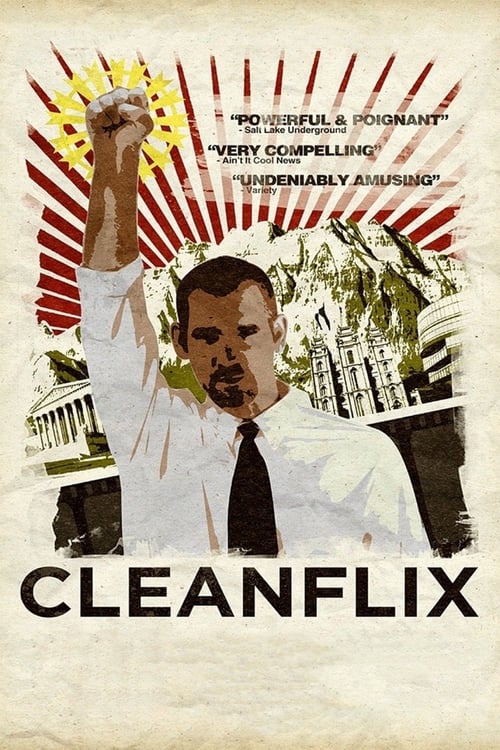 "POWERFUL & POIGNANT"
- Salt Lake Underground
"VERY COMPELLING"
- Ain't It Cool News
"UNDENIABLY AMUSING"
- Variety
CLEANFLIX